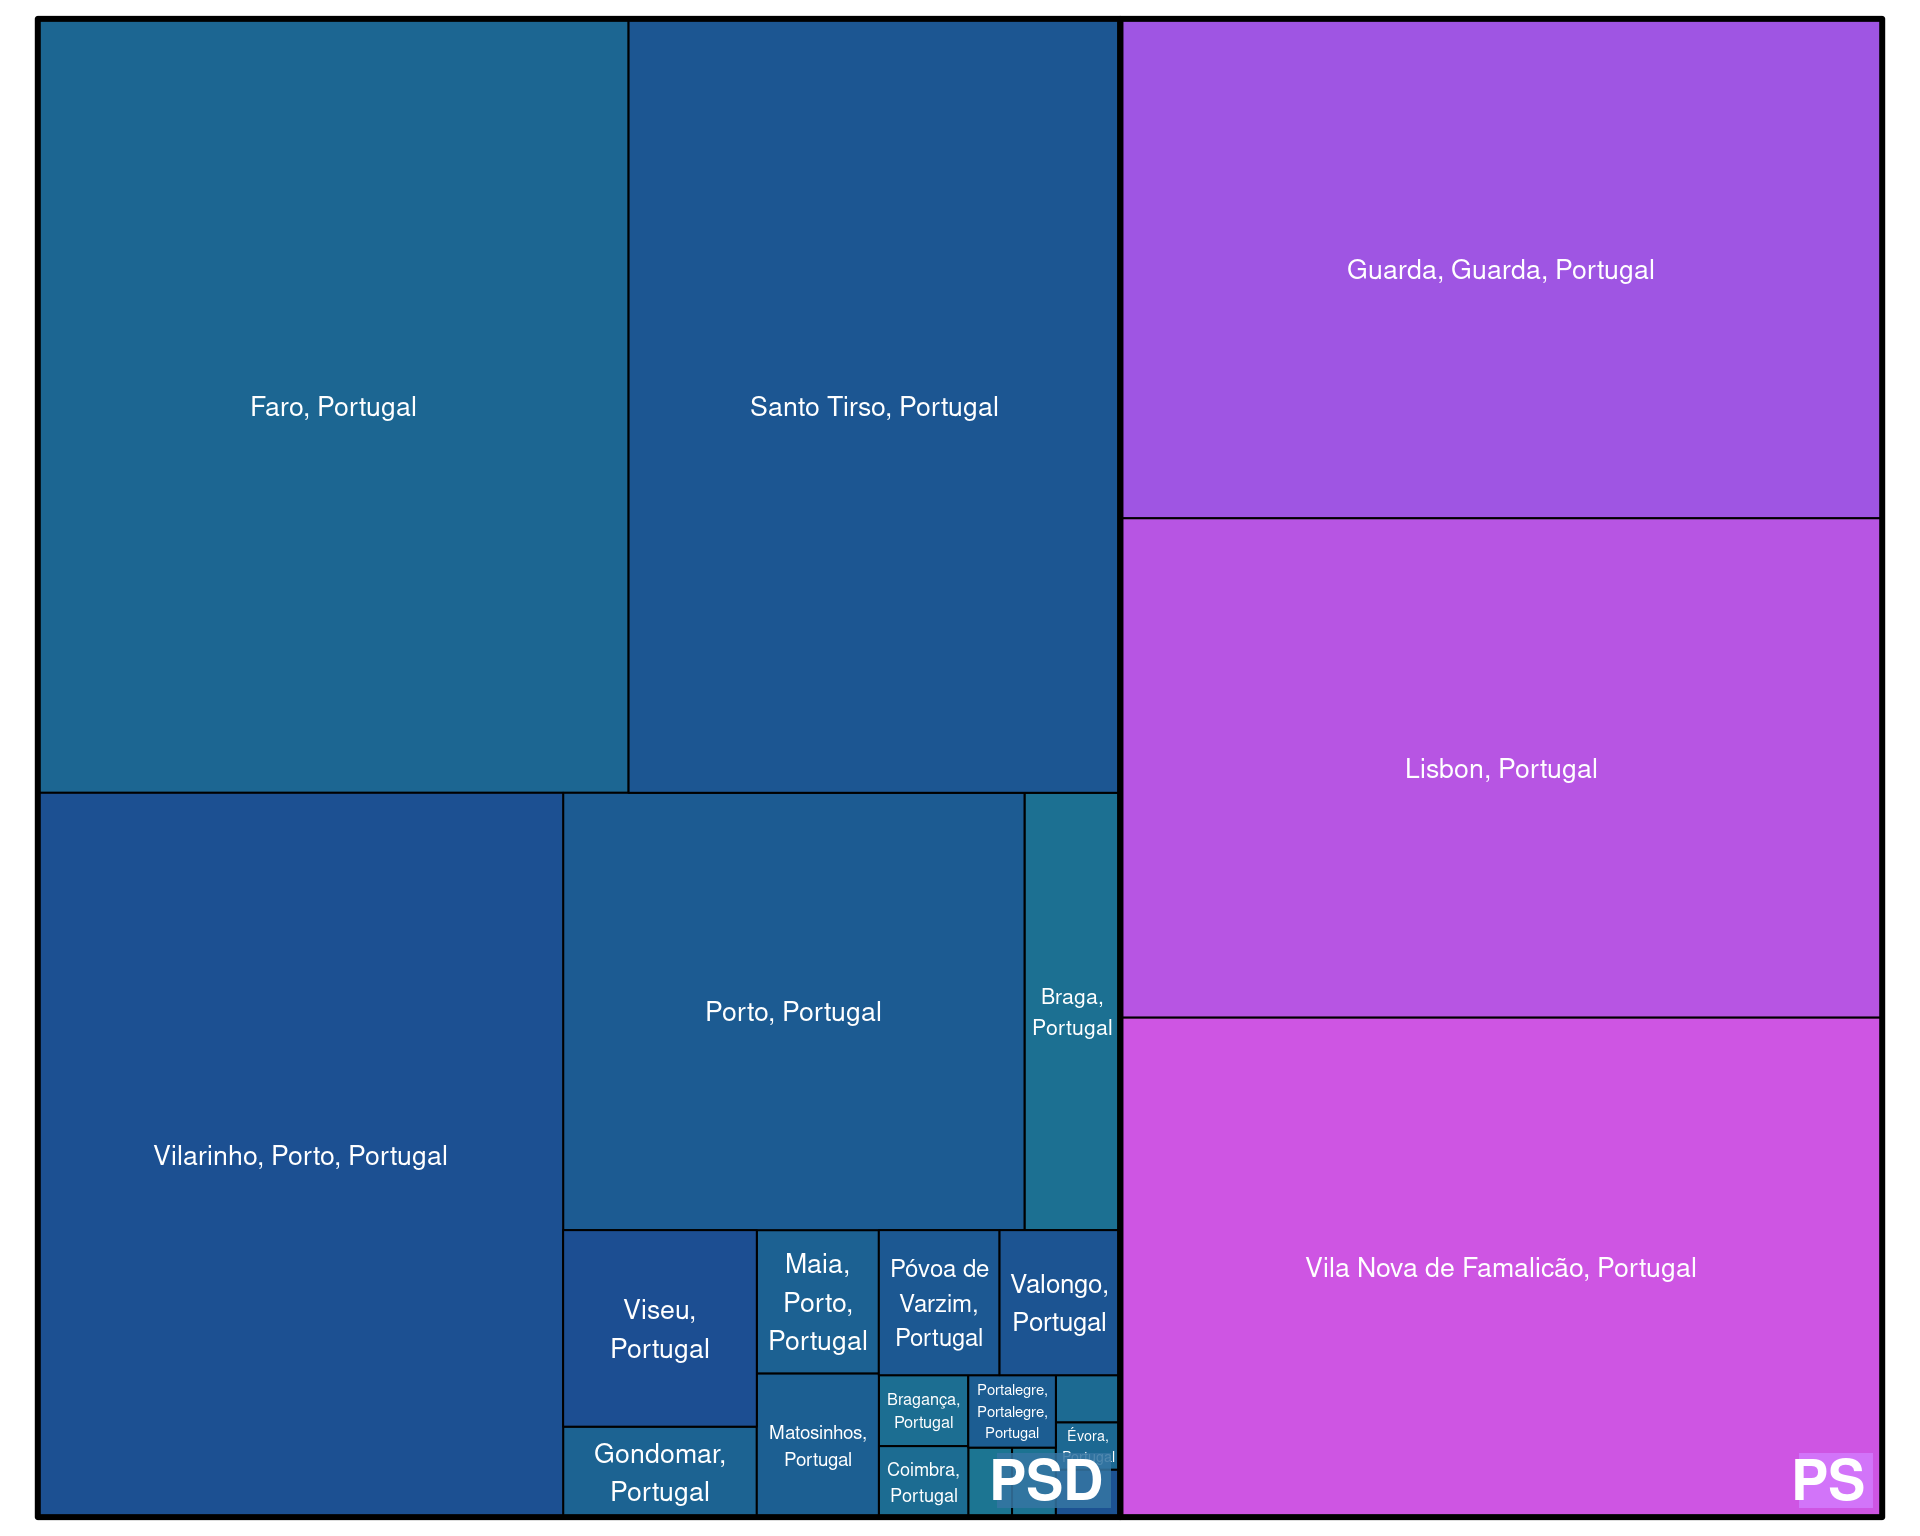 Faro, Portugal
Santo Tirso, Portugal
Guarda, Guarda, Portugal
Lisbon, Portugal
Vilarinho, Porto, Portugal
Porto, Portugal
Braga,
Portugal
Vila Nova de Famalicão, Portugal
Viseu,
Portugal
Maia,
Porto,
Portugal
Póvoa de
Varzim,
Portugal
Valongo,
Portugal
Gondomar,
Portugal
Matosinhos,
Portugal
Bragança,
Portugal
Portalegre,
Portalegre,
Portugal
Évora,
Portugal
Coimbra,
Portugal
PSD
PS